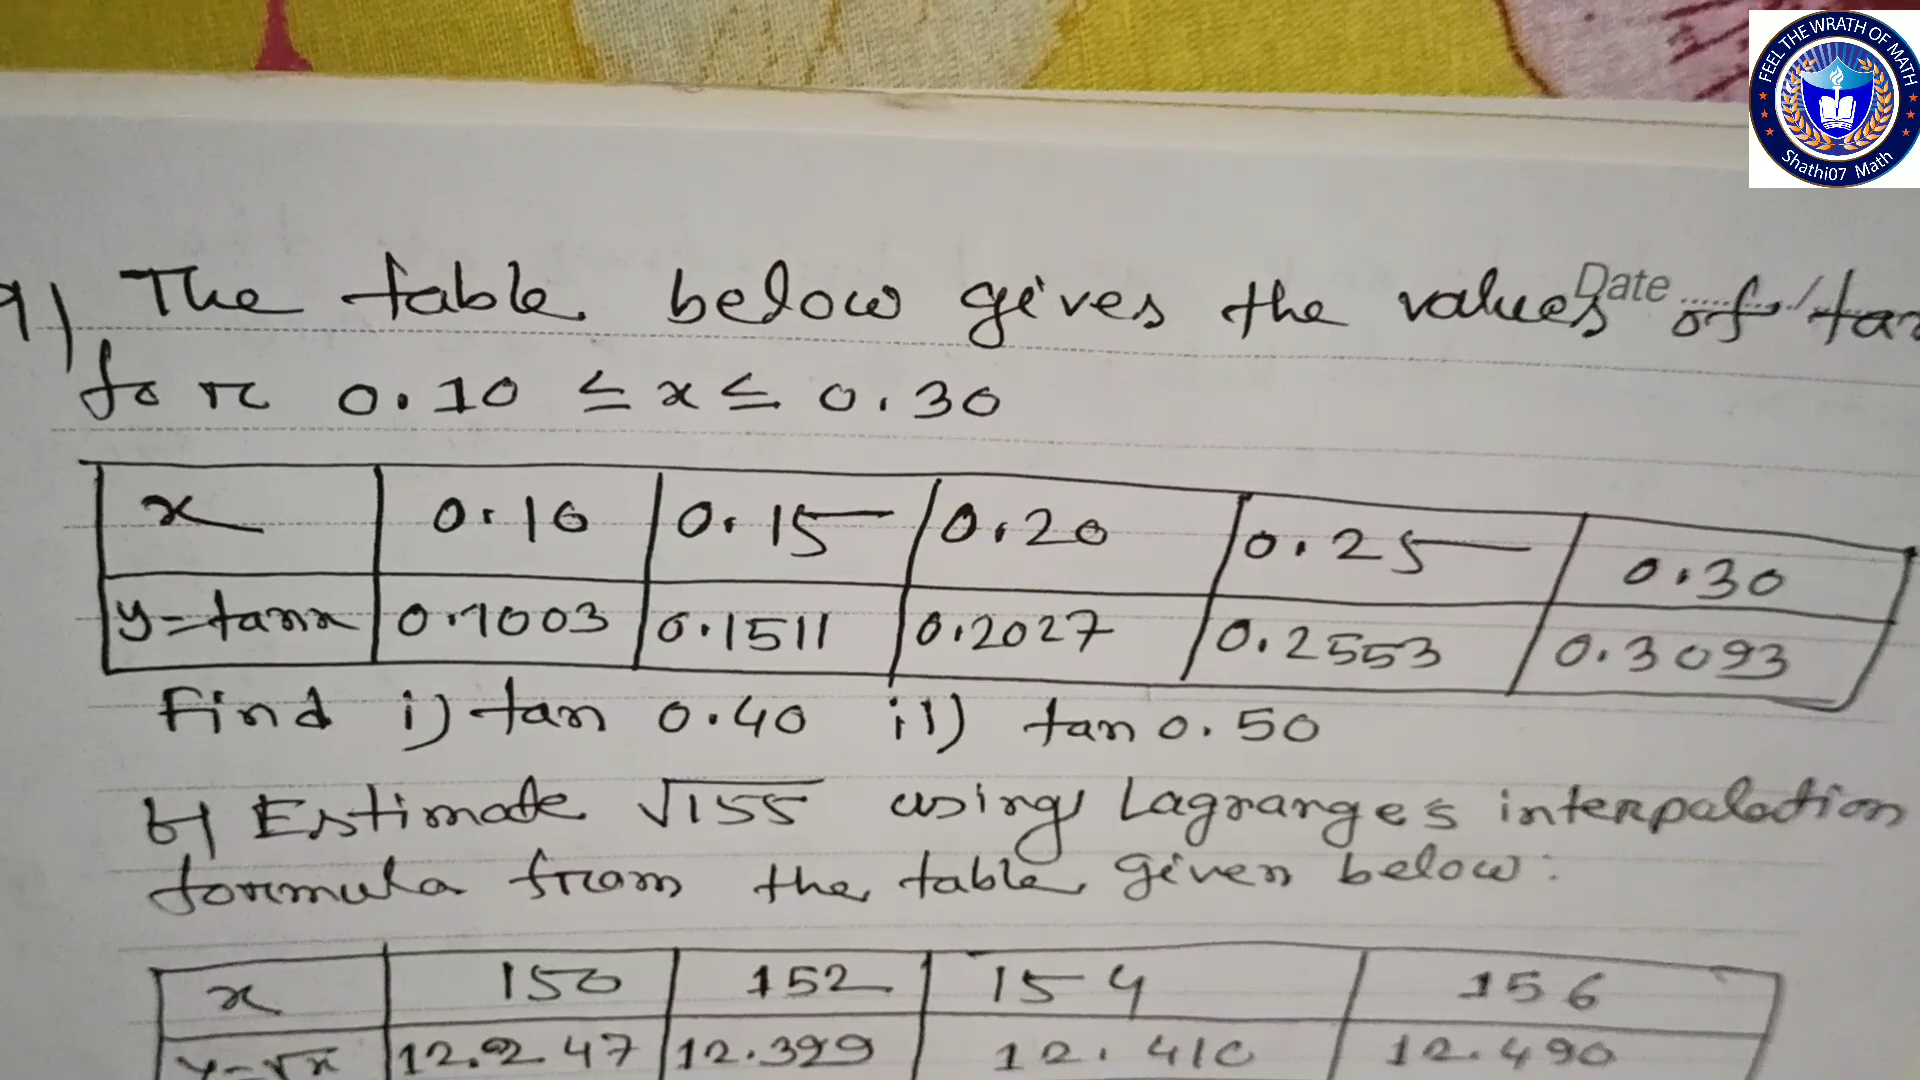 FEEL THE WRATH OF MATH
Shathi07 Math
Date ........../
9) The table below gives the values of tan
for 0.10 ≤ x ≤ 0.30
x 0.10 0.15 0.20 0.25 0.30
y=tanx 0.1003 0.1511 0.2027 0.2553 0.3093
Find i) tan 0.40 ii) tan 0.50
b) Estimate √155 using Lagranges interpalation
formula from the table given below:
x 150 152 154 156
y=√x 12.247 12.329 12.410 12.490